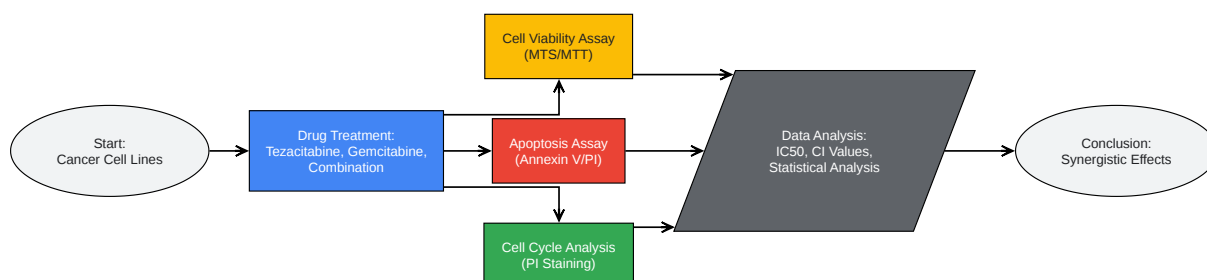 Start:
Cancer Cell Lines
Drug Treatment:
Tezacitabine, Gemcitabine,
Combination
Cell Viability Assay
(MTS/MTT)
Apoptosis Assay
(Annexin V/PI)
Cell Cycle Analysis
(PI Staining)
Data Analysis:
IC50, CI Values,
Statistical Analysis
Conclusion:
Synergistic Effects